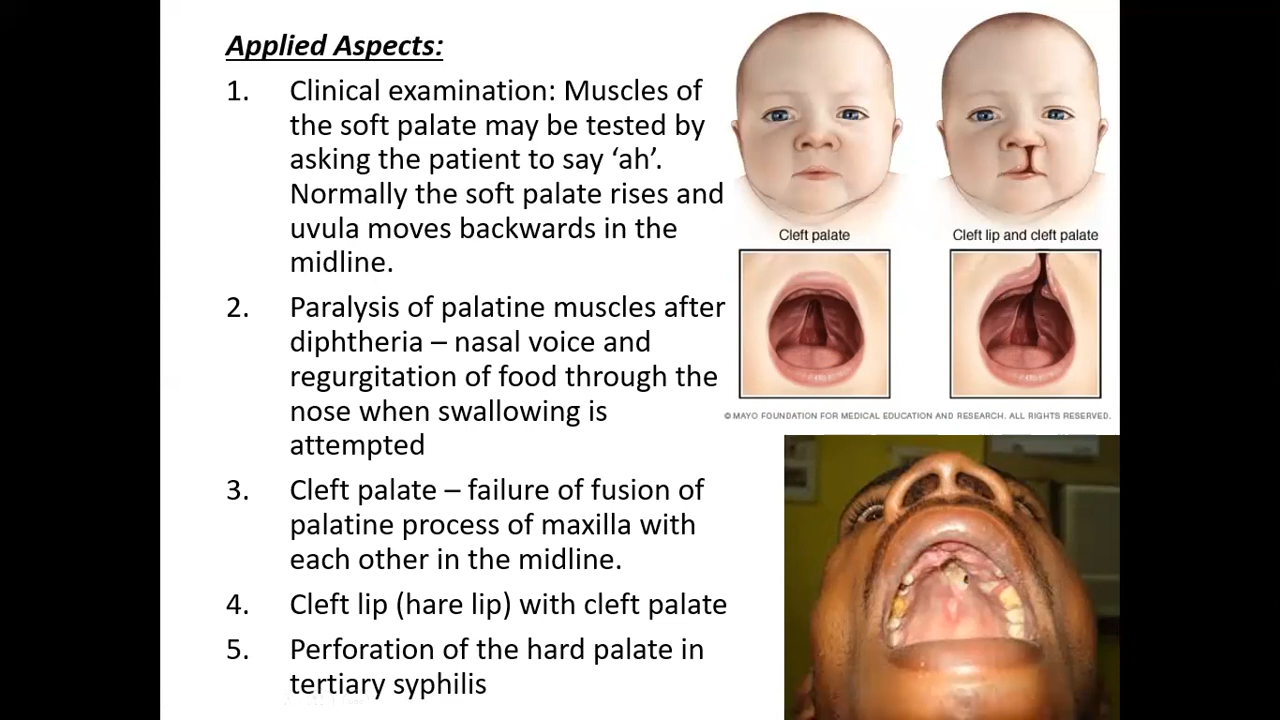 Applied Aspects:
1. Clinical examination: Muscles of
the soft palate may be tested by
asking the patient to say ‘ah’.
Normally the soft palate rises and
uvula moves backwards in the
midline.
2. Paralysis of palatine muscles after
diphtheria – nasal voice and
regurgitation of food through the
nose when swallowing is
attempted
3. Cleft palate – failure of fusion of
palatine process of maxilla with
each other in the midline.
4. Cleft lip (hare lip) with cleft palate
5. Perforation of the hard palate in
tertiary syphilis
Cleft palate
Cleft lip and cleft palate
© MAYO FOUNDATION FOR MEDICAL EDUCATION AND RESEARCH. ALL RIGHTS RESERVED.